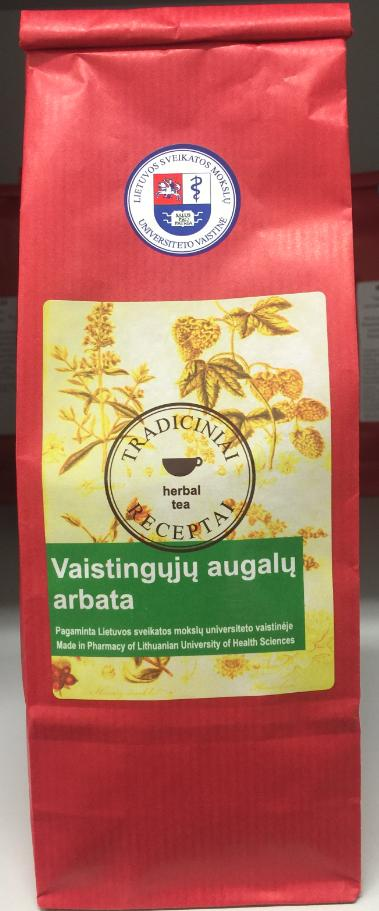 LIETUVOS SVEIKATOS MOKSLŲ
UNIVERSITETO VAISTINĖ
SALUS
TRADICINIAI
herbal
tea
RECEPTAI
Vaistingųjų augalų
arbata
Pagaminta Lietuvos sveikatos mokslų universiteto vaistinėje
Made in Pharmacy of Lithuanian University of Health Sciences